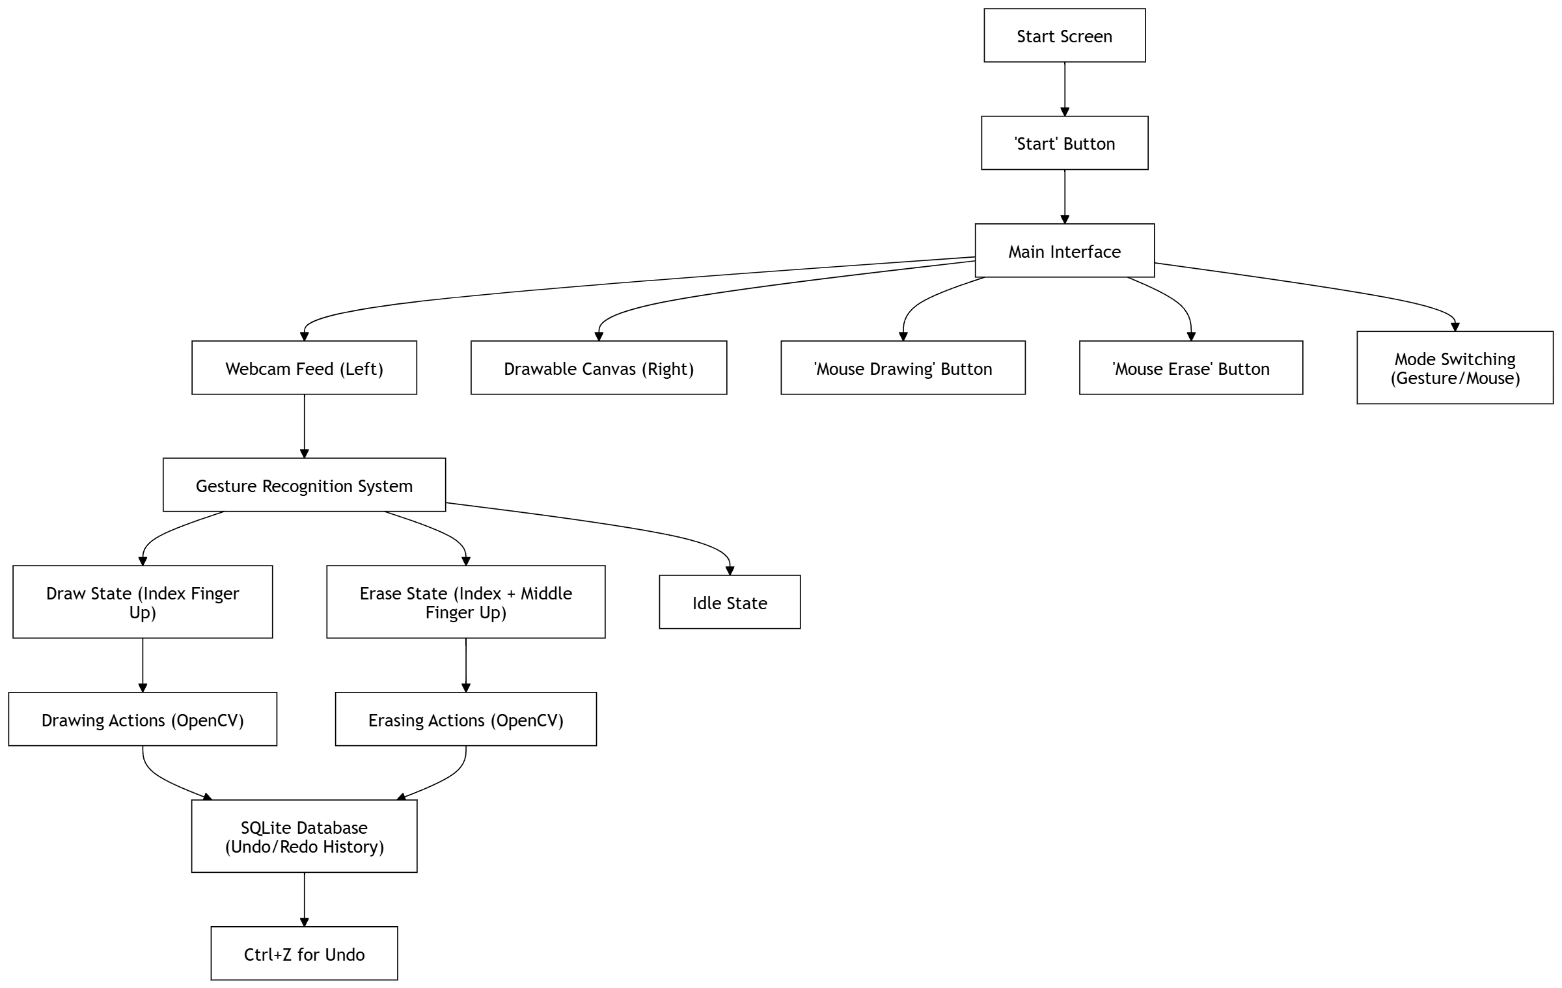 Start Screen
'Start' Button
Main Interface
Webcam Feed (Left)
Drawable Canvas (Right)
'Mouse Drawing' Button
'Mouse Erase' Button
Mode Switching
(Gesture/Mouse)
Gesture Recognition System
Draw State (Index Finger
Up)
Erase State (Index + Middle
Finger Up)
Idle State
Drawing Actions (OpenCV)
Erasing Actions (OpenCV)
SQLite Database
(Undo/Redo History)
Ctrl+Z for Undo